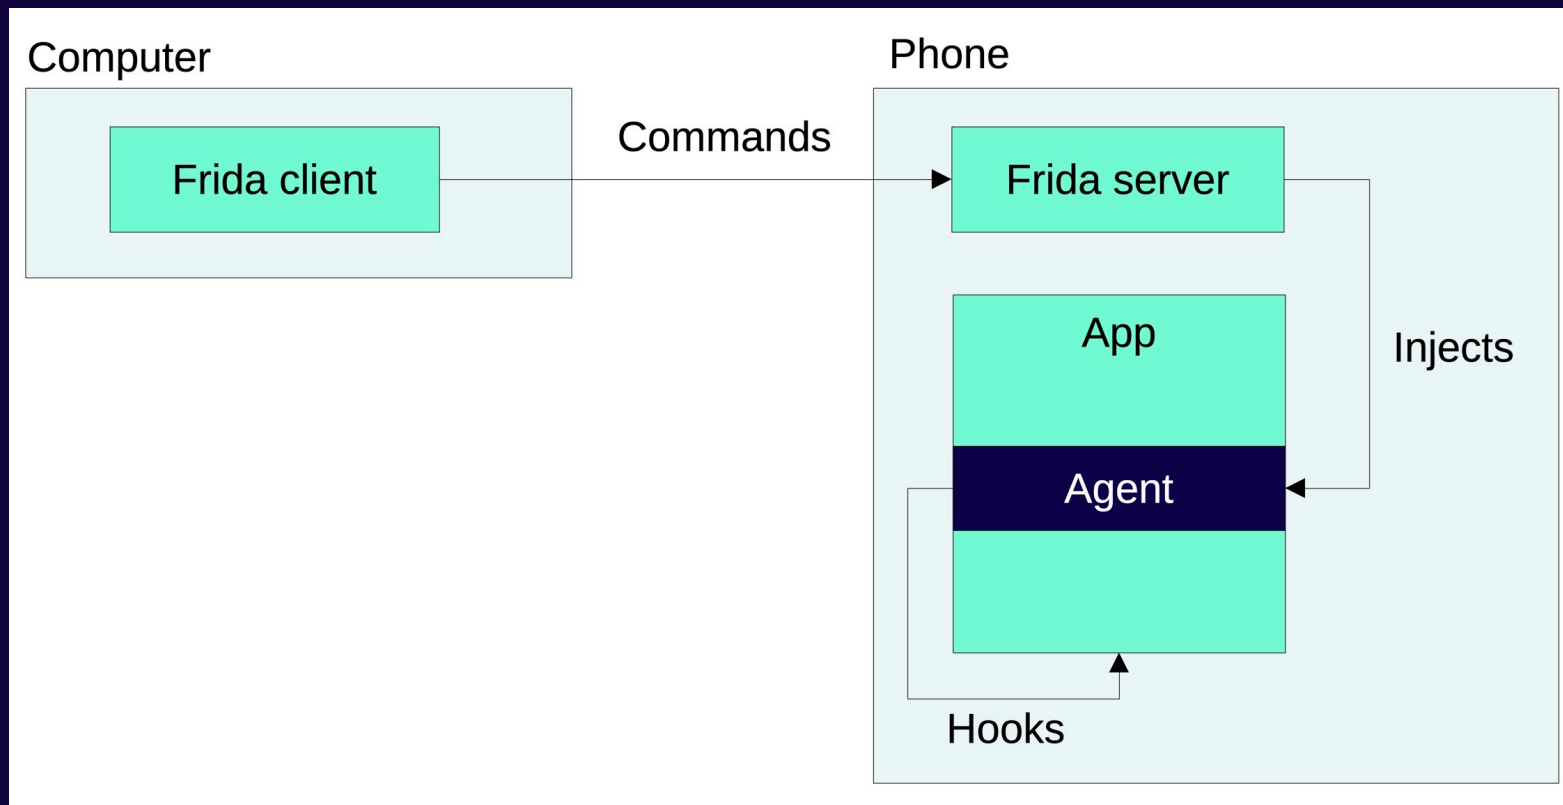 Computer
Phone
Frida client
Commands
Frida server
App
Injects
Agent
Hooks